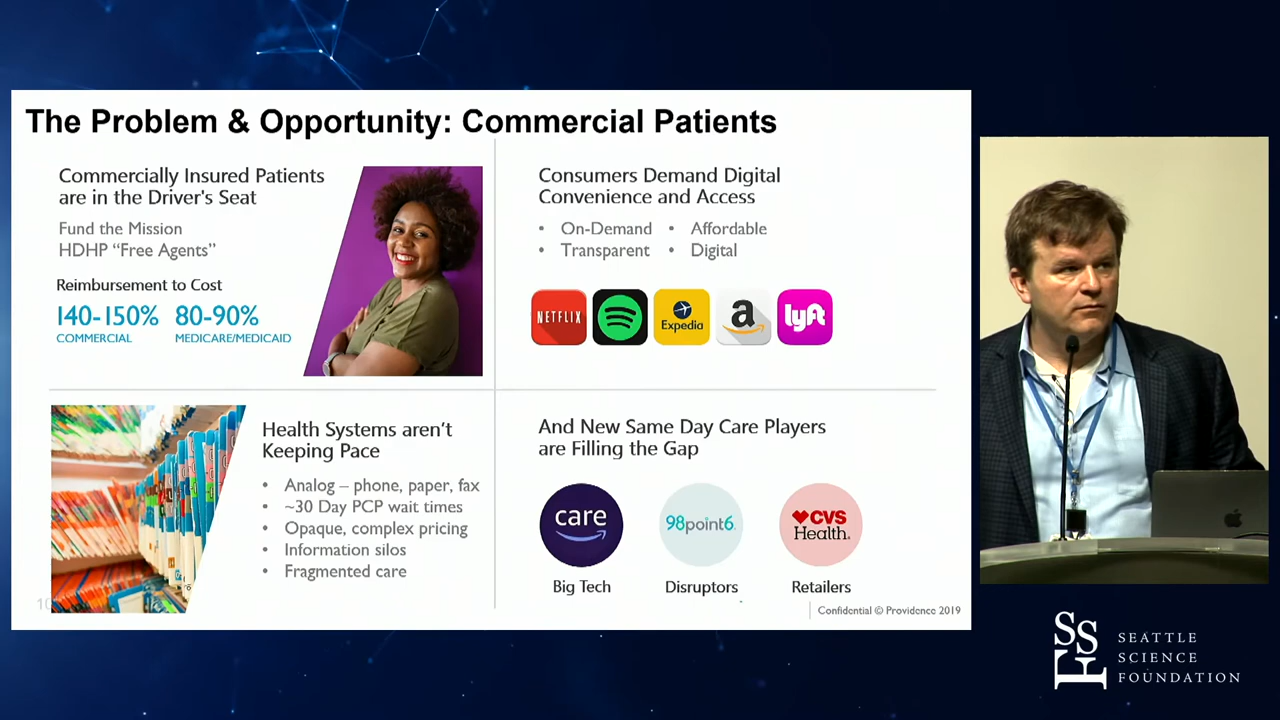 The Problem & Opportunity: Commercial Patients
Commercially Insured Patients
are in the Driver's Seat
Fund the Mission
HDHP “Free Agents”
Reimbursement to Cost
140-150% 80-90%
COMMERCIAL MEDICARE/MEDICAID
Consumers Demand Digital
Convenience and Access
• On-Demand • Affordable
• Transparent • Digital
NETFLIX
Expedia
a
lyft
Health Systems aren't
Keeping Pace
• Analog – phone, paper, fax
• ~30 Day PCP wait times
• Opaque, complex pricing
• Information silos
• Fragmented care
And New Same Day Care Players
are Filling the Gap
care
98point6
CVS
Health.
Big Tech Disruptors Retailers
Confidential © Providence 2019
SSF
SEATTLE
SCIENCE
FOUNDATION